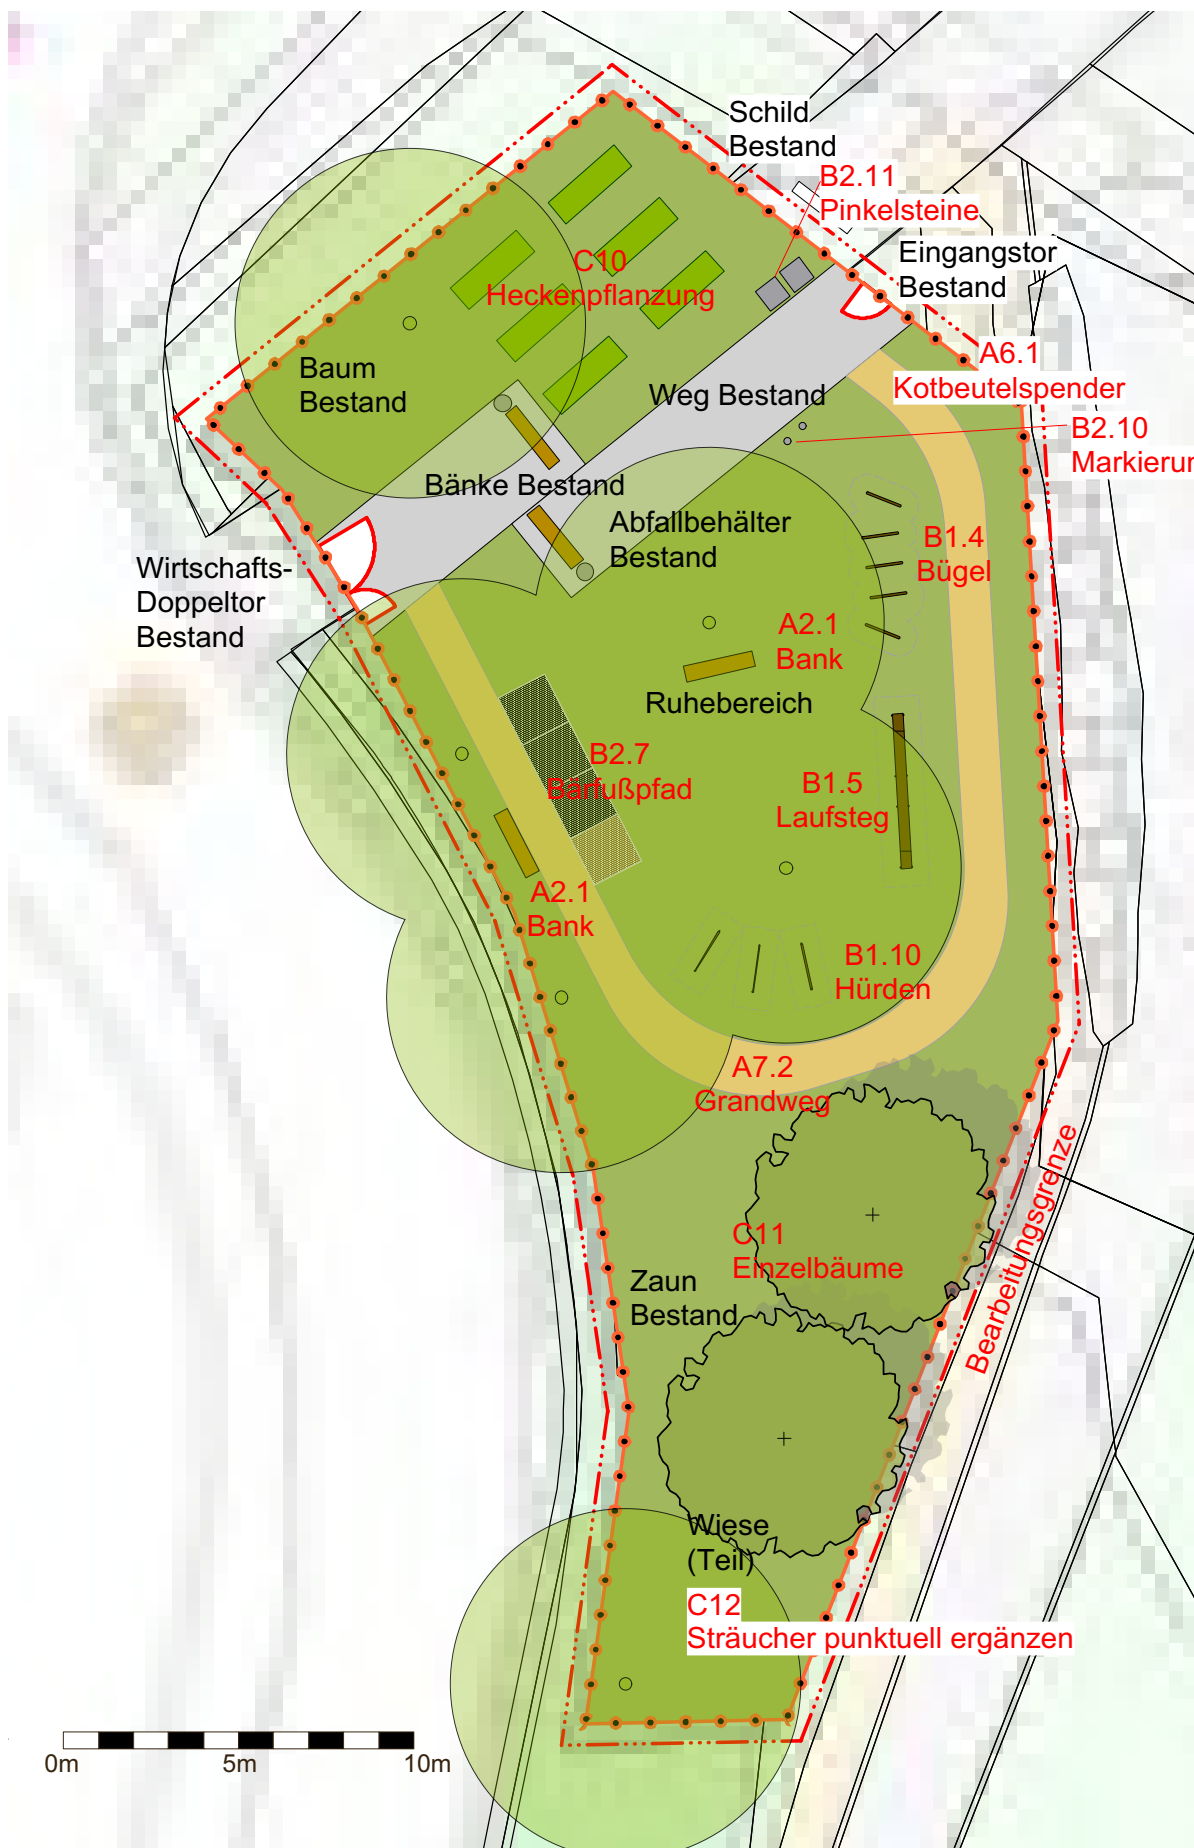 Schild
Bestand
B2.11
Pinkelsteine
Eingangstor
Bestand
C10
Heckenpflanzung
A6.1
Kotbeutelspender
Baum
Bestand
Weg Bestand
B2.10
Markierun
Bänke Bestand
Abfallbehälter
Bestand
B1.4
Bügel
Wirtschafts-
Doppeltor
Bestand
A2.1
Bank
Ruhebereich
B2.7
Bärfußpfad
B1.5
Laufsteg
A2.1
Bank
B1.10
Hürden
A7.2
Grandweg
Bearbeitungsgrenze
C11
Einzelbäume
Zaun
Bestand
Wiese
(Teil)
C12
Sträucher punktuell ergänzen
0m 5m 10m